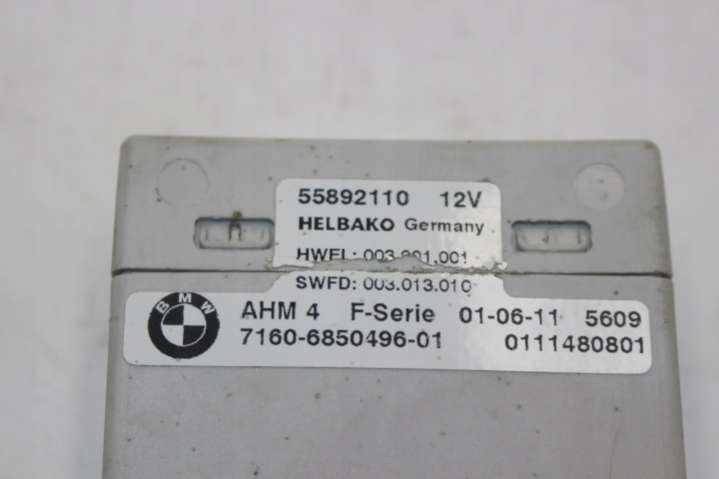 55892110 12V
HELBAKO Germany
HWEL: 003.001.001
SWFD: 003.013.010
BMW
AHM 4 F-Serie 01-06-11 5609
7160-6850496-01 0111480801